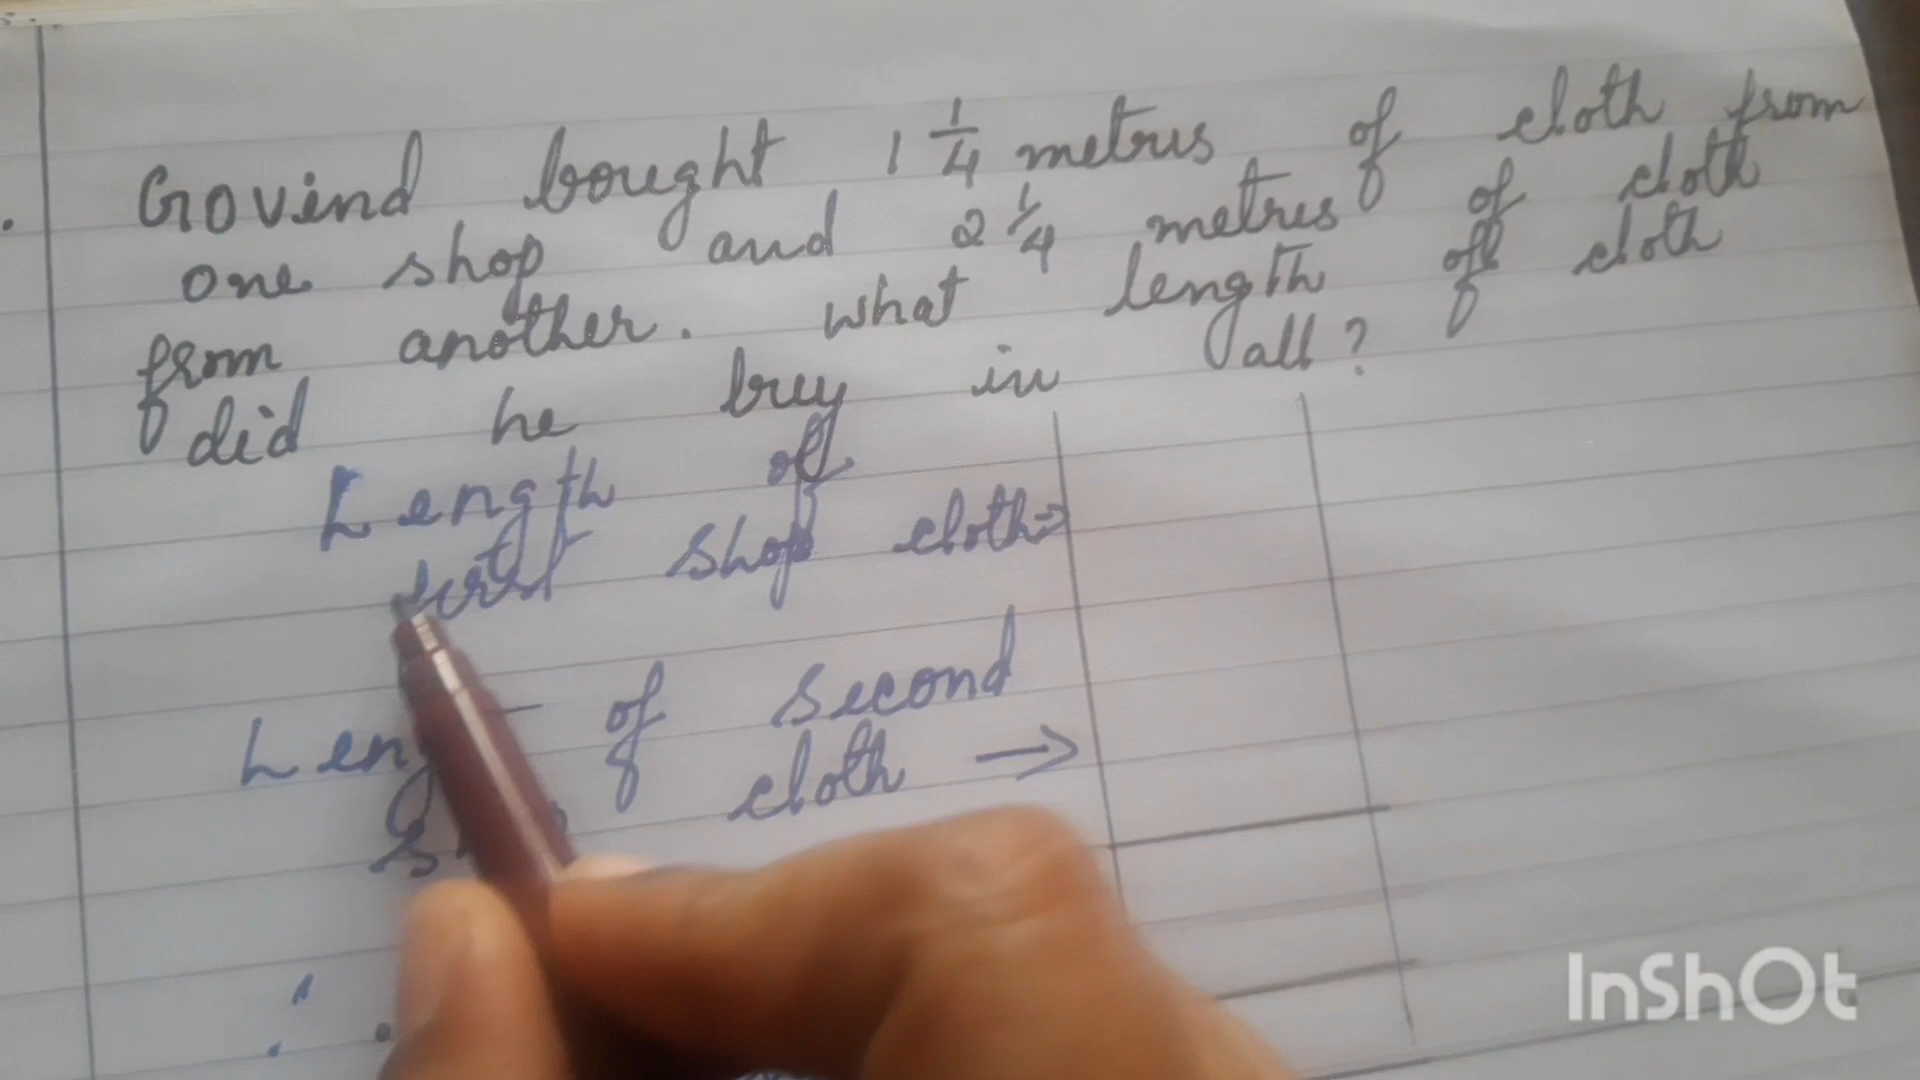 Govind bought 1 1/4 metres of cloth from
one shop and 2 1/4 metres of cloth
from another. what length of cloth
did he buy in all?
Length of
first shop cloth⇒
of second
cloth →
InShOt